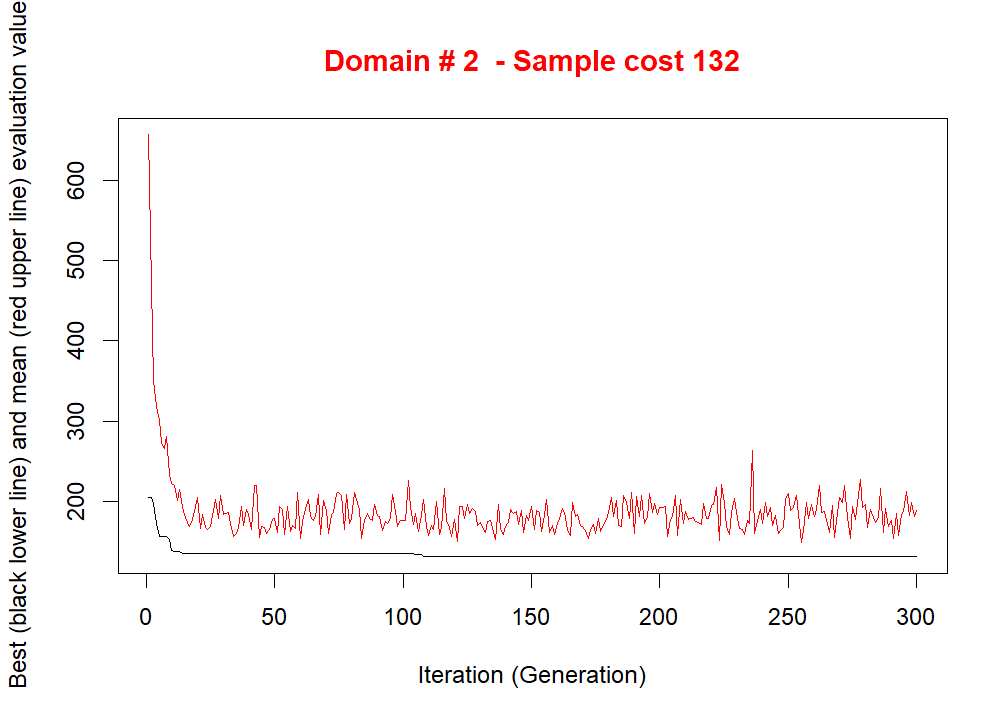 Domain # 2 - Sample cost 132
Best (black lower line) and mean (red upper line) evaluation value
600
500
400
300
200
0 50 100 150 200 250 300
Iteration (Generation)